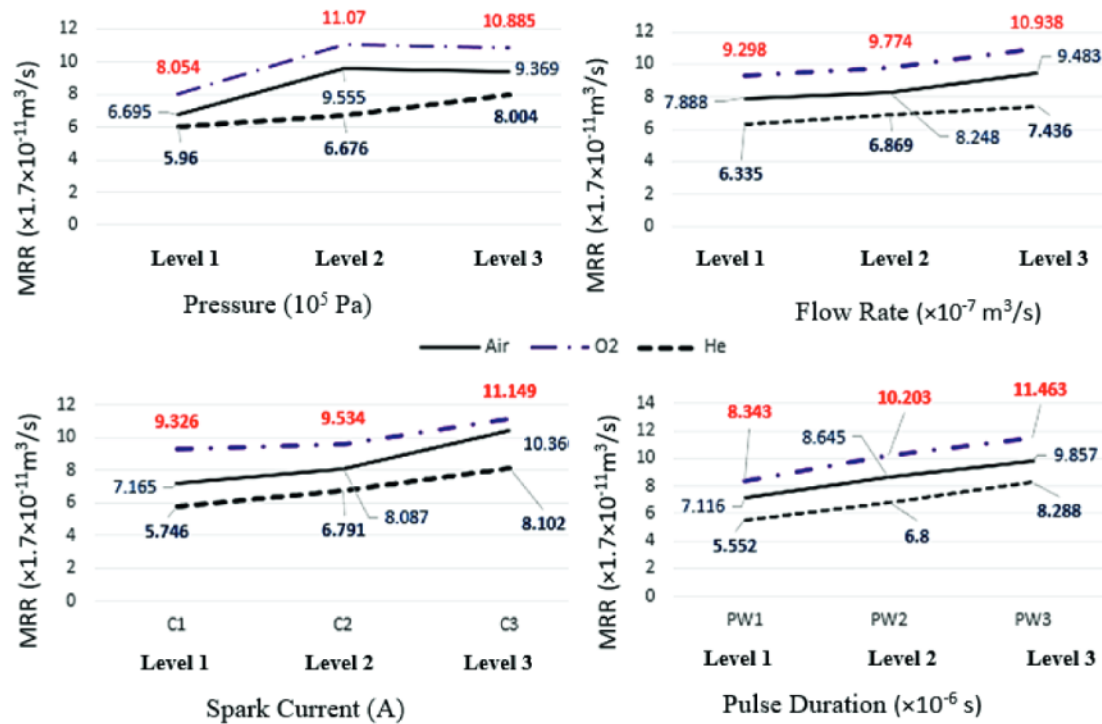 MRR (×1.7×10⁻¹¹m³/s)
12
10
8
6
4
2
0
8.054
11.07
10.885
6.695
9.555
9.369
5.96
6.676
8.004
Level 1
Level 2
Level 3
Pressure (10⁵ Pa)
MRR (×1.7×10⁻¹¹m³/s)
12
10
8
6
4
2
0
9.298
9.774
10.938
7.888
8.248
9.483
6.335
6.869
7.436
Level 1
Level 2
Level 3
Flow Rate (×10⁻⁷ m³/s)
Air
O2
He
MRR (×1.7×10⁻¹¹m³/s)
12
10
8
6
4
2
0
9.326
9.534
11.149
7.165
8.087
10.36
5.746
6.791
8.102
C1
C2
C3
Level 1
Level 2
Level 3
Spark Current (A)
MRR (×1.7×10⁻¹¹m³/s)
14
12
10
8
6
4
2
0
8.343
10.203
11.463
7.116
8.645
9.857
5.552
6.8
8.288
PW1
PW2
PW3
Level 1
Level 2
Level 3
Pulse Duration (×10⁻⁶ s)